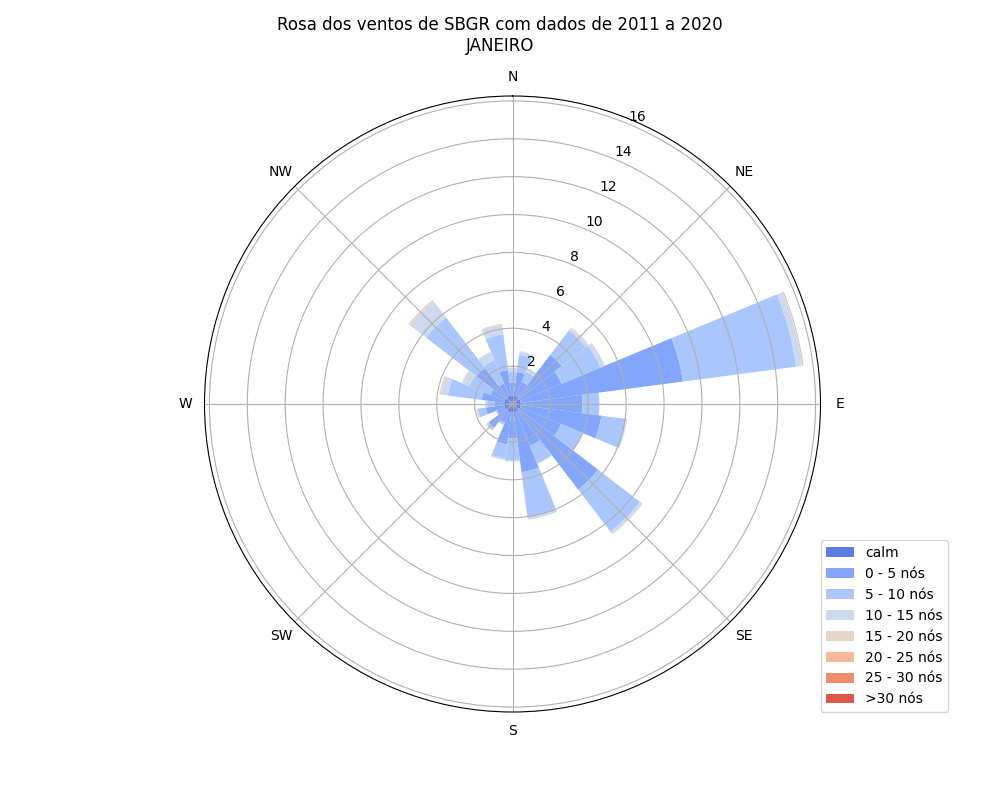 Rosa dos ventos de SBGR com dados de 2011 a 2020
JANEIRO
N
NE
E
SE
S
SW
W
NW
16
14
12
10
8
6
4
2
calm
0 - 5 nós
5 - 10 nós
10 - 15 nós
15 - 20 nós
20 - 25 nós
25 - 30 nós
>30 nós